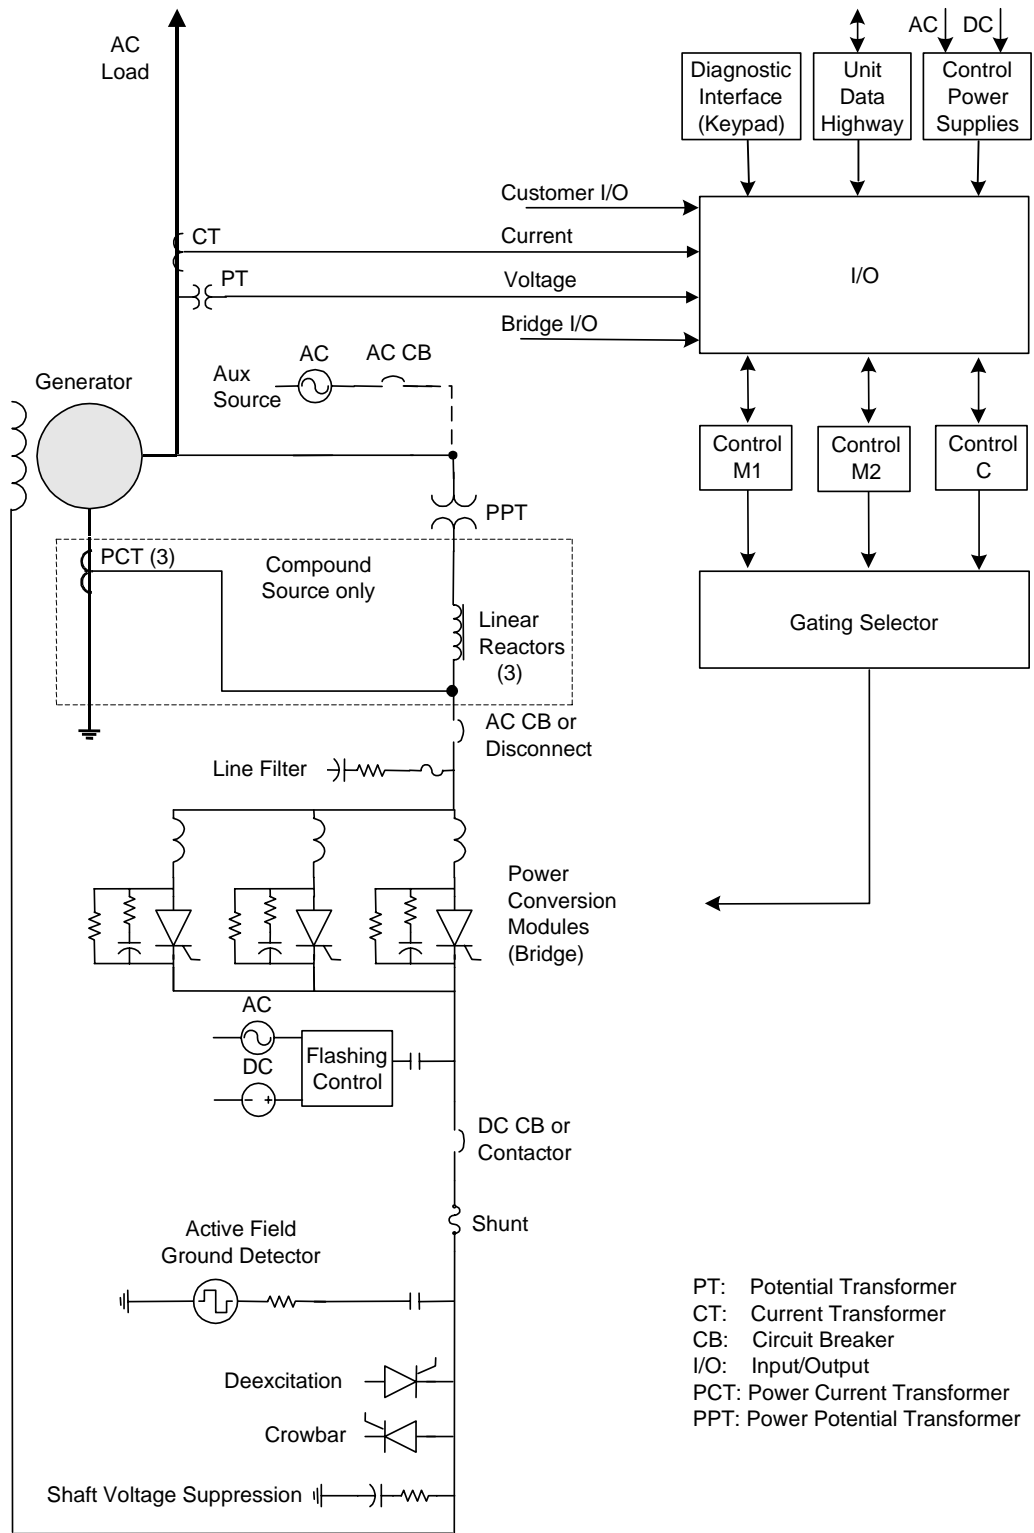 AC
Load
AC
DC
Diagnostic
Interface
(Keypad)
Unit
Data
Highway
Control
Power
Supplies
Customer I/O
CT
Current
PT
Voltage
I/O
Bridge I/O
AC
AC CB
Aux
Source
Generator
Control
M1
Control
M2
Control
C
PPT
PCT (3)
Compound
Source only
Linear
Reactors
(3)
Gating Selector
AC CB or
Disconnect
Line Filter
Power
Conversion
Modules
(Bridge)
AC
DC
Flashing
Control
DC CB or
Contactor
Shunt
Active Field
Ground Detector
Deexcitation
Crowbar
Shaft Voltage Suppression
PT: Potential Transformer
CT: Current Transformer
CB: Circuit Breaker
I/O: Input/Output
PCT: Power Current Transformer
PPT: Power Potential Transformer